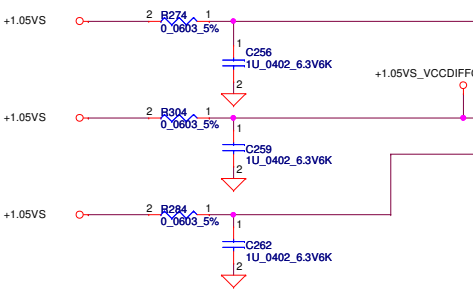 2 R274 1
+1.05VS
0_0603_5%
1
C256
1U_0402_6.3V6K
2
+1.05VS_VCCDIFF
2 R304 1
+1.05VS
0_0603_5%
1
C259
1U_0402_6.3V6K
2
2 R284 1
+1.05VS
0_0603_5%
1
C262
1U_0402_6.3V6K
2